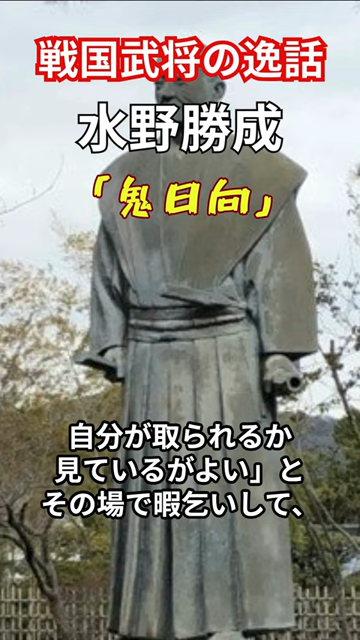 戦国武将の逸話
水野勝成
「鬼日向」
自分が取られるか
見ているがよい」と
その場で暇乞いして、